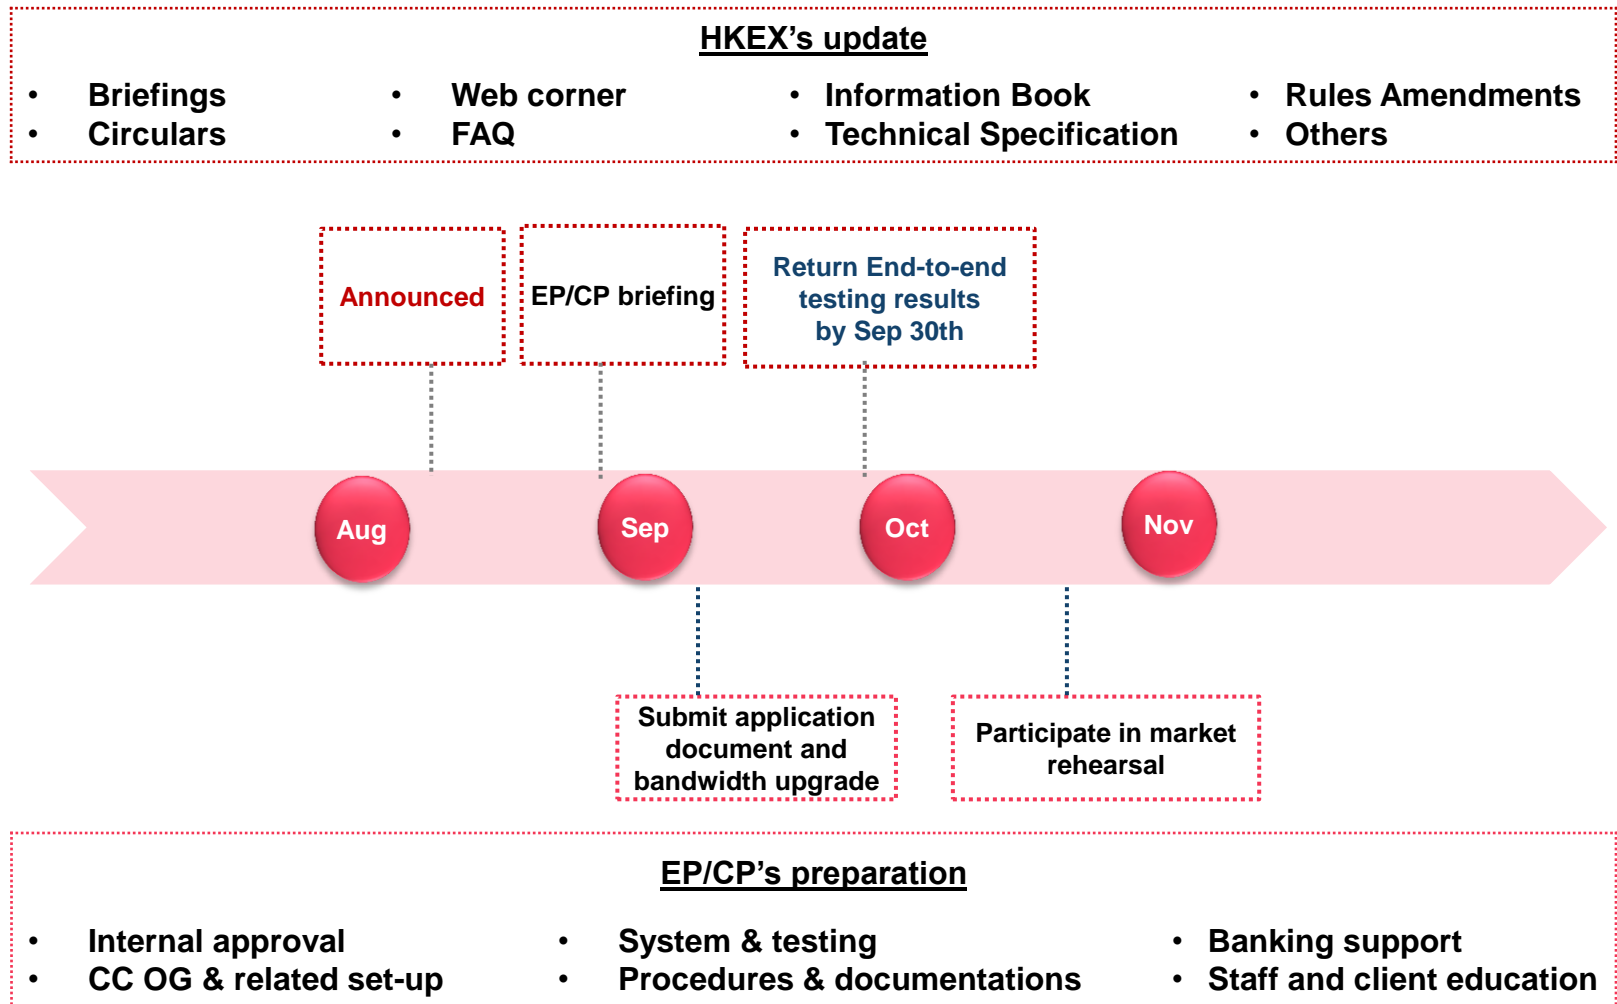 HKEX’s update
• Briefings • Web corner • Information Book • Rules Amendments
• Circulars • FAQ • Technical Specification • Others
Announced
EP/CP briefing
Return End-to-end
testing results
by Sep 30th
Aug
Sep
Oct
Nov
Submit application
document and
bandwidth upgrade
Participate in market
rehearsal
EP/CP’s preparation
• Internal approval • System & testing • Banking support
• CC OG & related set-up • Procedures & documentations • Staff and client education